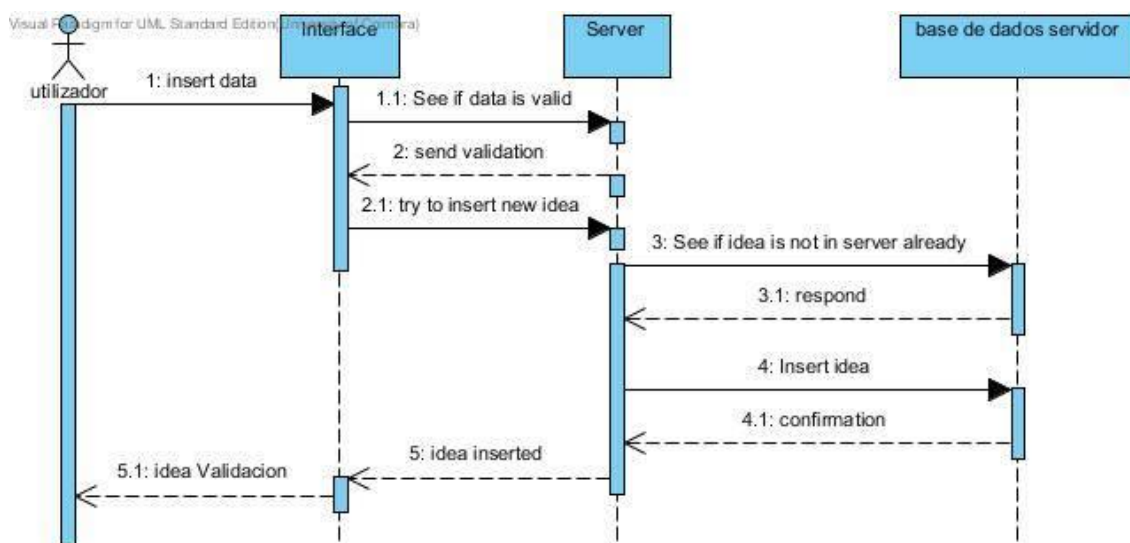 Visual Paradigm for UML Standard Edition(University of Coimbra)
utilizador
Interface
Server
base de dados servidor
1: insert data
1.1: See if data is valid
2: send validation
2.1: try to insert new idea
3: See if idea is not in server already
3.1: respond
4: Insert idea
4.1: confirmation
5: idea inserted
5.1: idea Validacion